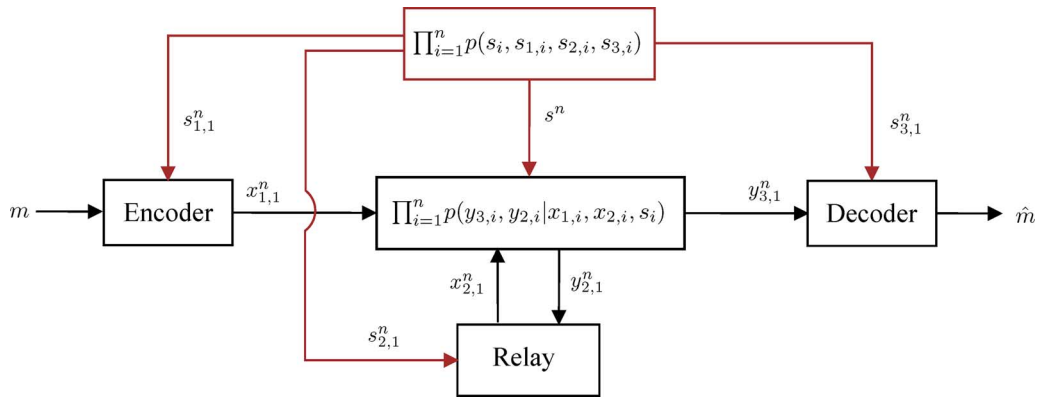 ∏_{i=1}^{n} p(s_i, s_{1,i}, s_{2,i}, s_{3,i})
s_{1,1}^n
s^n
s_{3,1}^n
m
Encoder
x_{1,1}^n
∏_{i=1}^{n} p(y_{3,i}, y_{2,i}|x_{1,i}, x_{2,i}, s_i)
y_{3,1}^n
Decoder
m̂
x_{2,1}^n
y_{2,1}^n
s_{2,1}^n
Relay